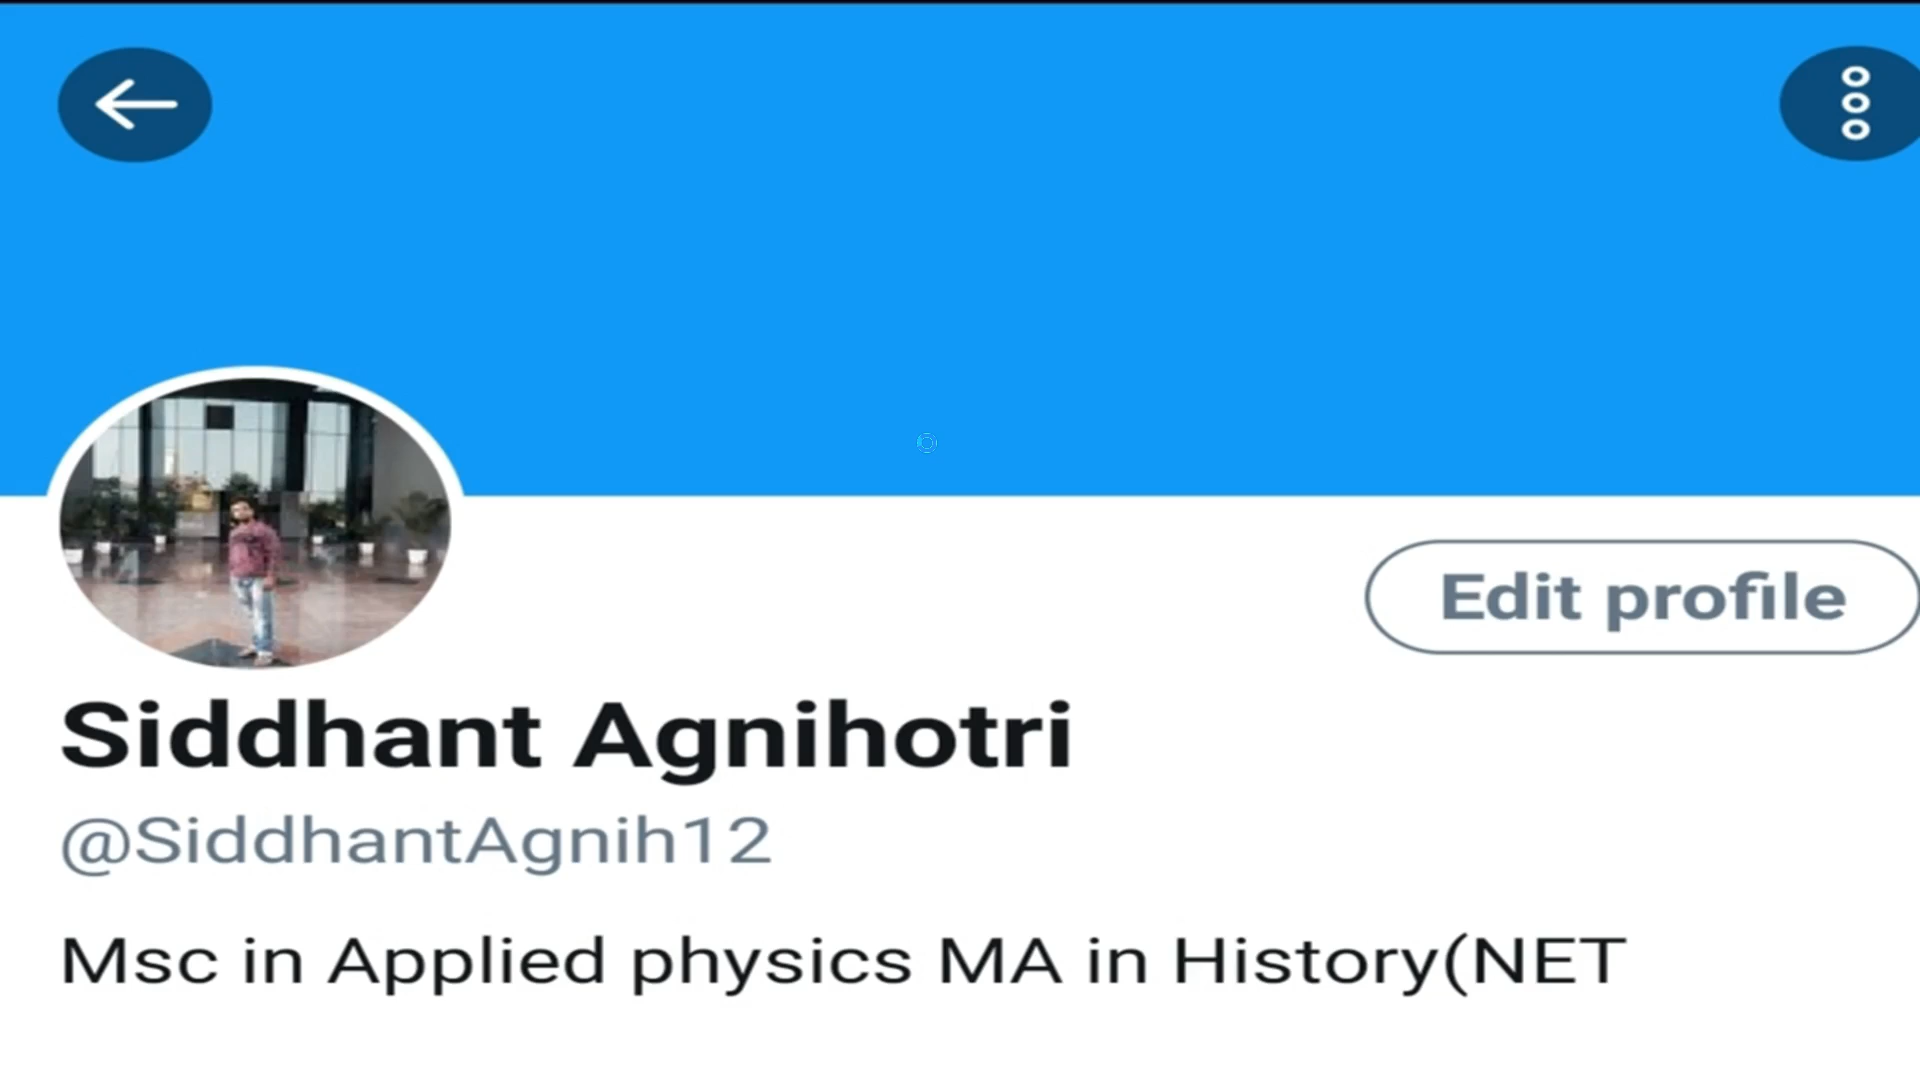 Edit profile
Siddhant Agnihotri
@SiddhantAgnih12
Msc in Applied physics MA in History(NET